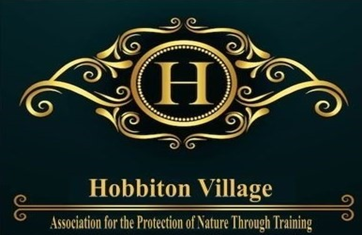 H
Hobbiton Village
Association for the Protection of Nature Through Training